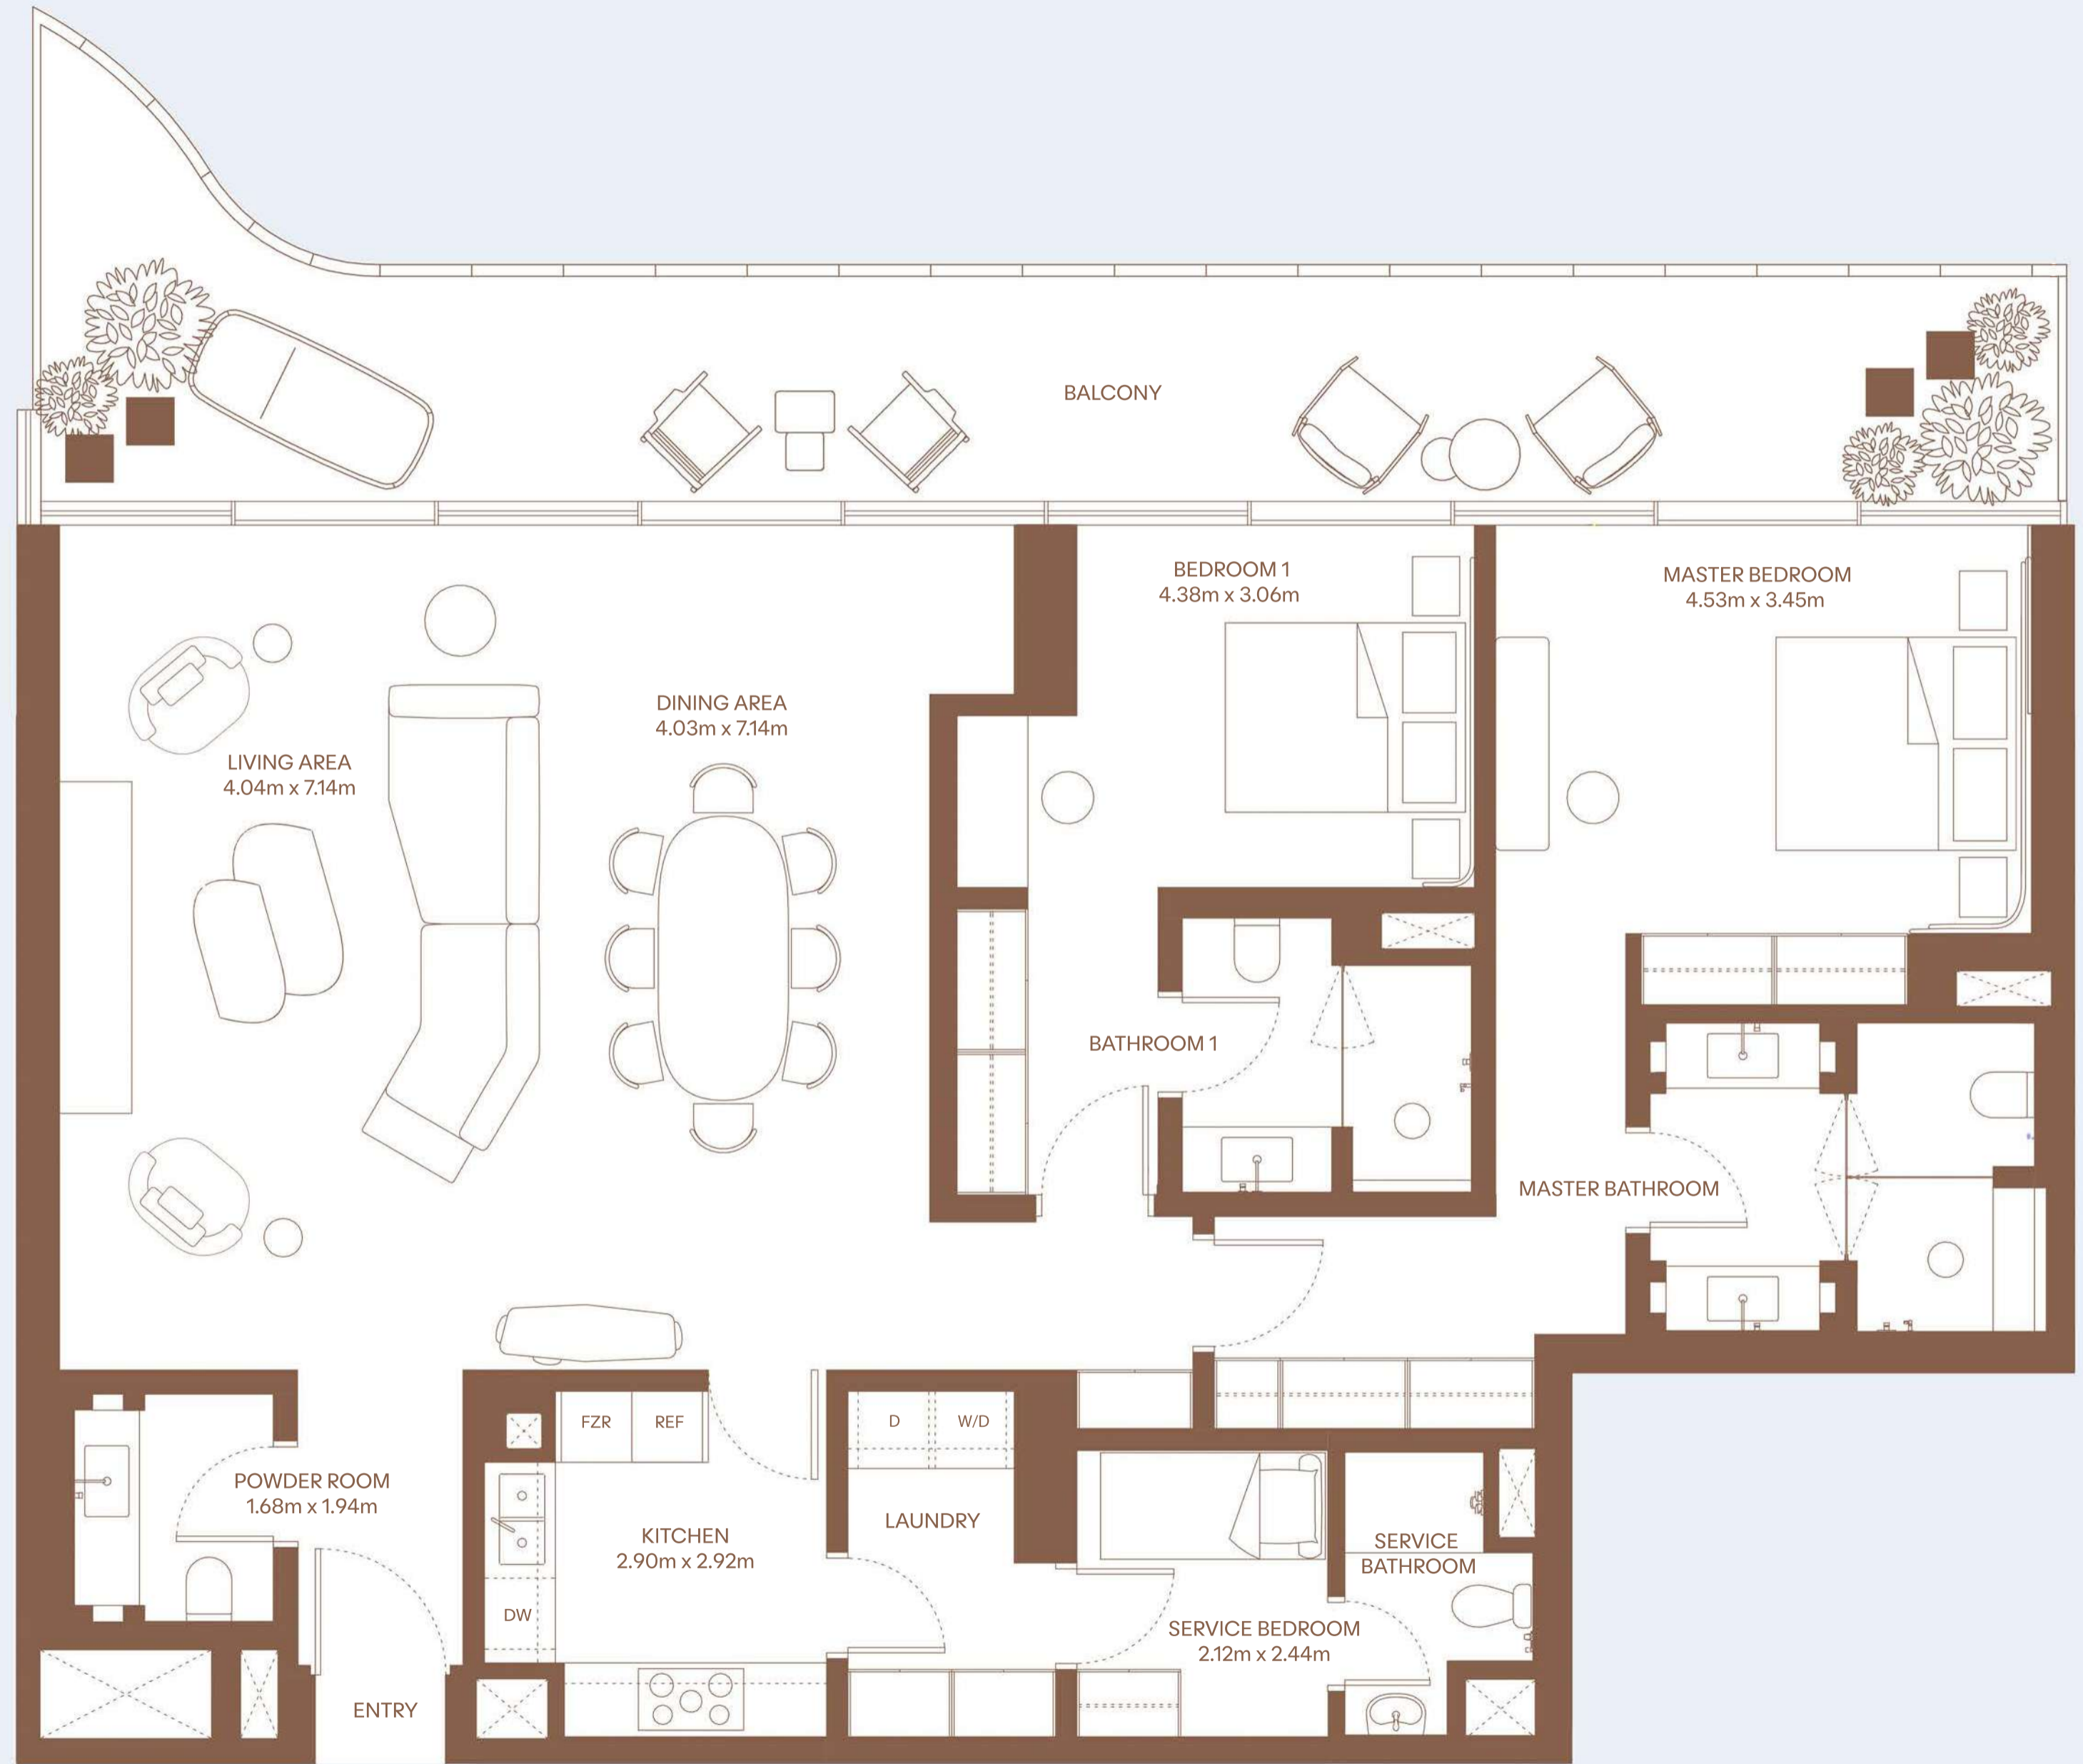 BALCONY
BEDROOM 1
4.38m x 3.06m
MASTER BEDROOM
4.53m x 3.45m
DINING AREA
4.03m x 7.14m
LIVING AREA
4.04m x 7.14m
BATHROOM 1
MASTER BATHROOM
FZR
REF
D
W/D
POWDER ROOM
1.68m x 1.94m
KITCHEN
2.90m x 2.92m
LAUNDRY
SERVICE
BATHROOM
DW
SERVICE BEDROOM
2.12m x 2.44m
ENTRY